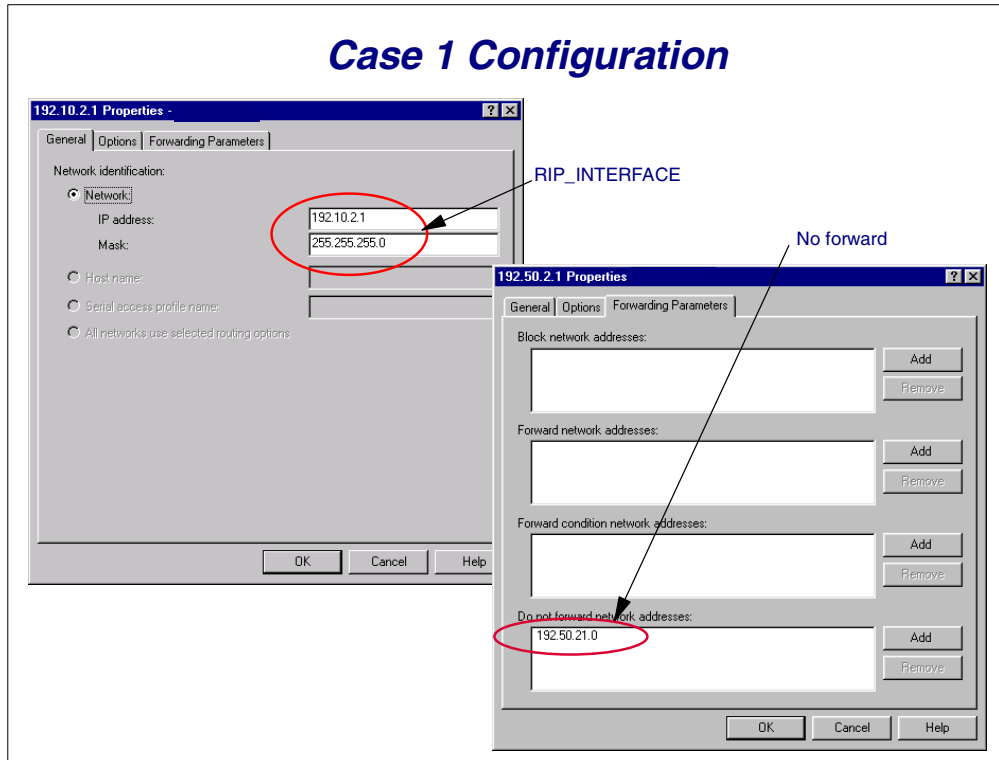 Case 1 Configuration
192.10.2.1 Properties -
General Options Forwarding Parameters
Network identification:
Network:
IP address: 192.10.2.1
Mask: 255.255.255.0
Host name:
Serial access profile name:
All networks use selected routing options
OK Cancel Help
RIP_INTERFACE
No forward
192.50.2.1 Properties
General Options Forwarding Parameters
Block network addresses:
Add
Remove
Forward network addresses:
Add
Remove
Forward condition network addresses:
Add
Remove
Do not forward network addresses:
192.50.21.0
Add
Remove
OK Cancel Help